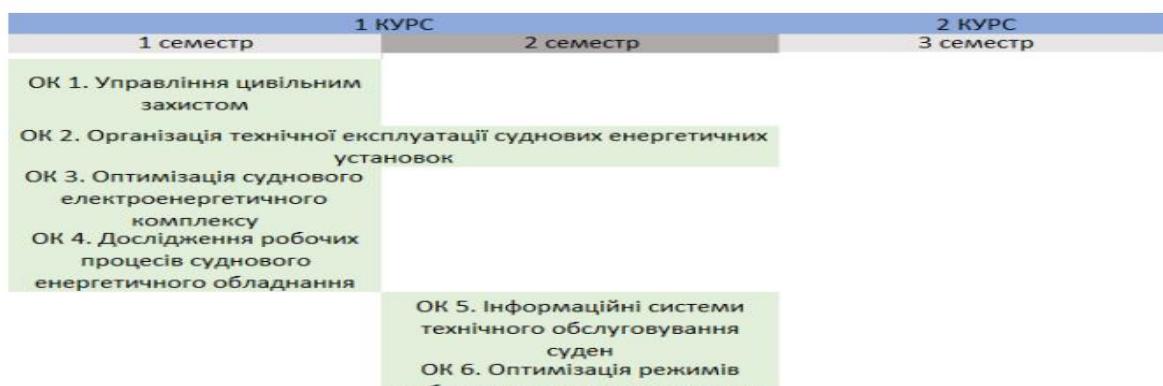 1 КУРС 2 КУРС
1 семестр 2 семестр 3 семестр
ОК 1. Управління цивільним
захистом
ОК 2. Організація технічної експлуатації суднових енергетичних
установок
ОК 3. Оптимізація суднового
електроенергетичного
комплексу
ОК 4. Дослідження робочих
процесів суднового
енергетичного обладнання
ОК 5. Інформаційні системи
технічного обслуговування
суден
ОК 6. Оптимізація режимів